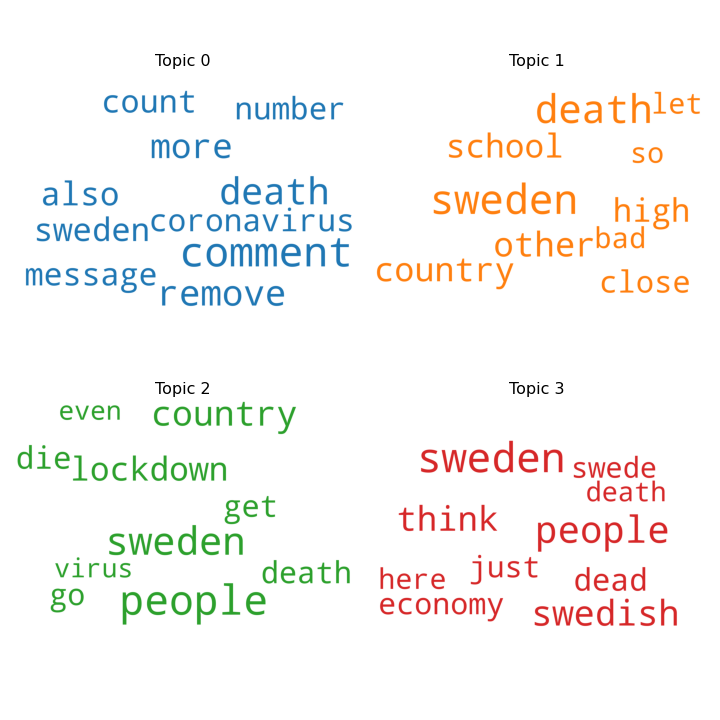 Topic 0
count
number
more
also
death
sweden
coronavirus
comment
message
remove
Topic 1
death
let
school
so
sweden
high
other
bad
country
close
Topic 2
even
country
die
lockdown
get
sweden
virus
death
go
people
Topic 3
sweden
swede
death
think
people
just
here
dead
economy
swedish